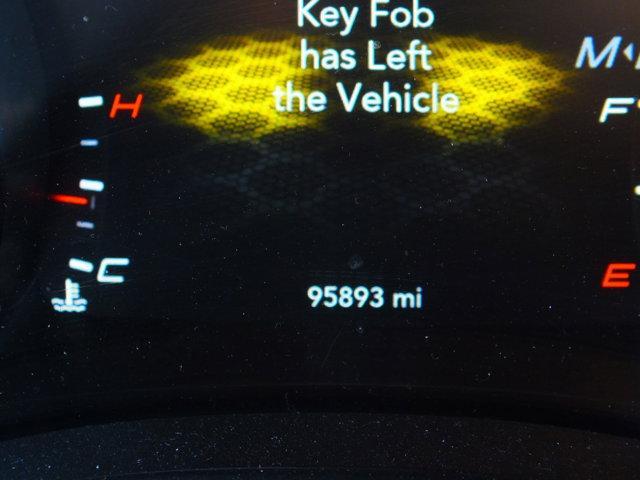 Key Fob
has Left
the Vehicle
M
H
F
C
E
95893 mi